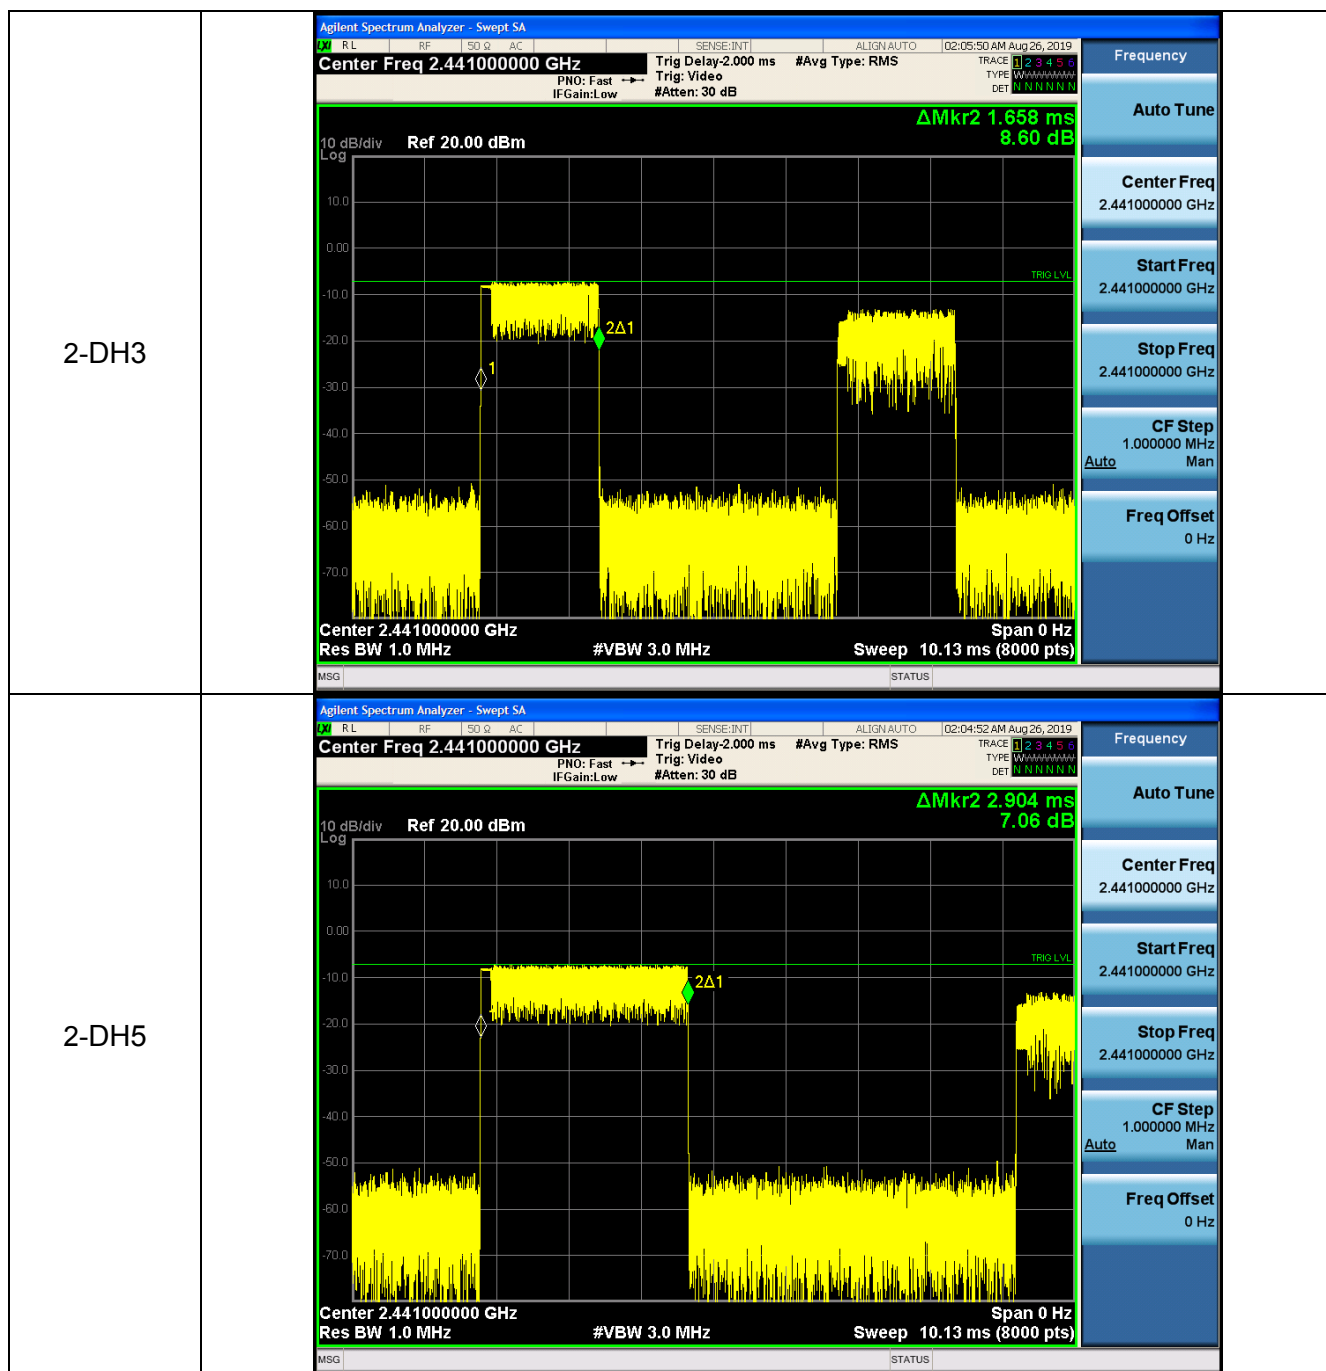 2-DH3
Agilent Spectrum Analyzer - Swept SA
LXI RL RF 50 Ω AC SENSE:INT ALIGN AUTO 02:05:50 AM Aug 26, 2019
Center Freq 2.441000000 GHz
PNO: Fast
IFGain:Low
Trig Delay-2.000 ms
Trig: Video
#Atten: 30 dB
#Avg Type: RMS
TRACE 1 2 3 4 5 6
TYPE WWWWWW
DET N N N N N N
ΔMkr2 1.658 ms
8.60 dB
10 dB/div
Log
Ref 20.00 dBm
10.0
0.00
TRIG LVL
-10.0
-20.0
-30.0
-40.0
-50.0
-60.0
-70.0
1
2Δ1
Center 2.441000000 GHz
Span 0 Hz
Res BW 1.0 MHz
#VBW 3.0 MHz
Sweep 10.13 ms (8000 pts)
MSG
STATUS
Frequency
Auto Tune
Center Freq
2.441000000 GHz
Start Freq
2.441000000 GHz
Stop Freq
2.441000000 GHz
CF Step
1.000000 MHz
Auto Man
Freq Offset
0 Hz
2-DH5
Agilent Spectrum Analyzer - Swept SA
LXI RL RF 50 Ω AC SENSE:INT ALIGN AUTO 02:04:52 AM Aug 26, 2019
Center Freq 2.441000000 GHz
PNO: Fast
IFGain:Low
Trig Delay-2.000 ms
Trig: Video
#Atten: 30 dB
#Avg Type: RMS
TRACE 1 2 3 4 5 6
TYPE WWWWWW
DET N N N N N N
ΔMkr2 2.904 ms
7.06 dB
10 dB/div
Log
Ref 20.00 dBm
10.0
0.00
TRIG LVL
-10.0
-20.0
-30.0
-40.0
-50.0
-60.0
-70.0
2Δ1
Center 2.441000000 GHz
Span 0 Hz
Res BW 1.0 MHz
#VBW 3.0 MHz
Sweep 10.13 ms (8000 pts)
MSG
STATUS
Frequency
Auto Tune
Center Freq
2.441000000 GHz
Start Freq
2.441000000 GHz
Stop Freq
2.441000000 GHz
CF Step
1.000000 MHz
Auto Man
Freq Offset
0 Hz